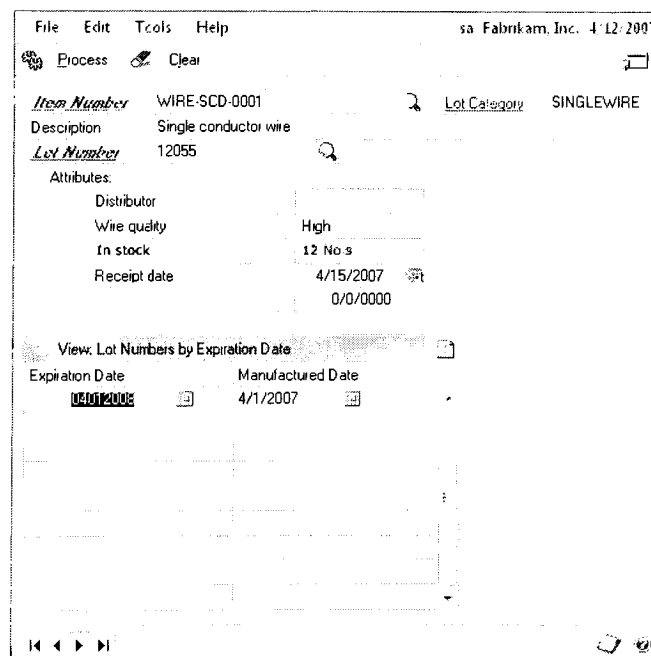 File Edit Tools Help sa Fabrikam, Inc. 4/12/2007
Process Clear
Item Number WIRE-SCD-0001 Lot Category SINGLEWIRE
Description Single conductor wire
Lot Number 12055
Attributes:
Distributor
Wire quality High
In stock 12 No.s
Receipt date 4/15/2007
0/0/0000
View: Lot Numbers by Expiration Date
Expiration Date Manufactured Date
04012008 4/1/2007